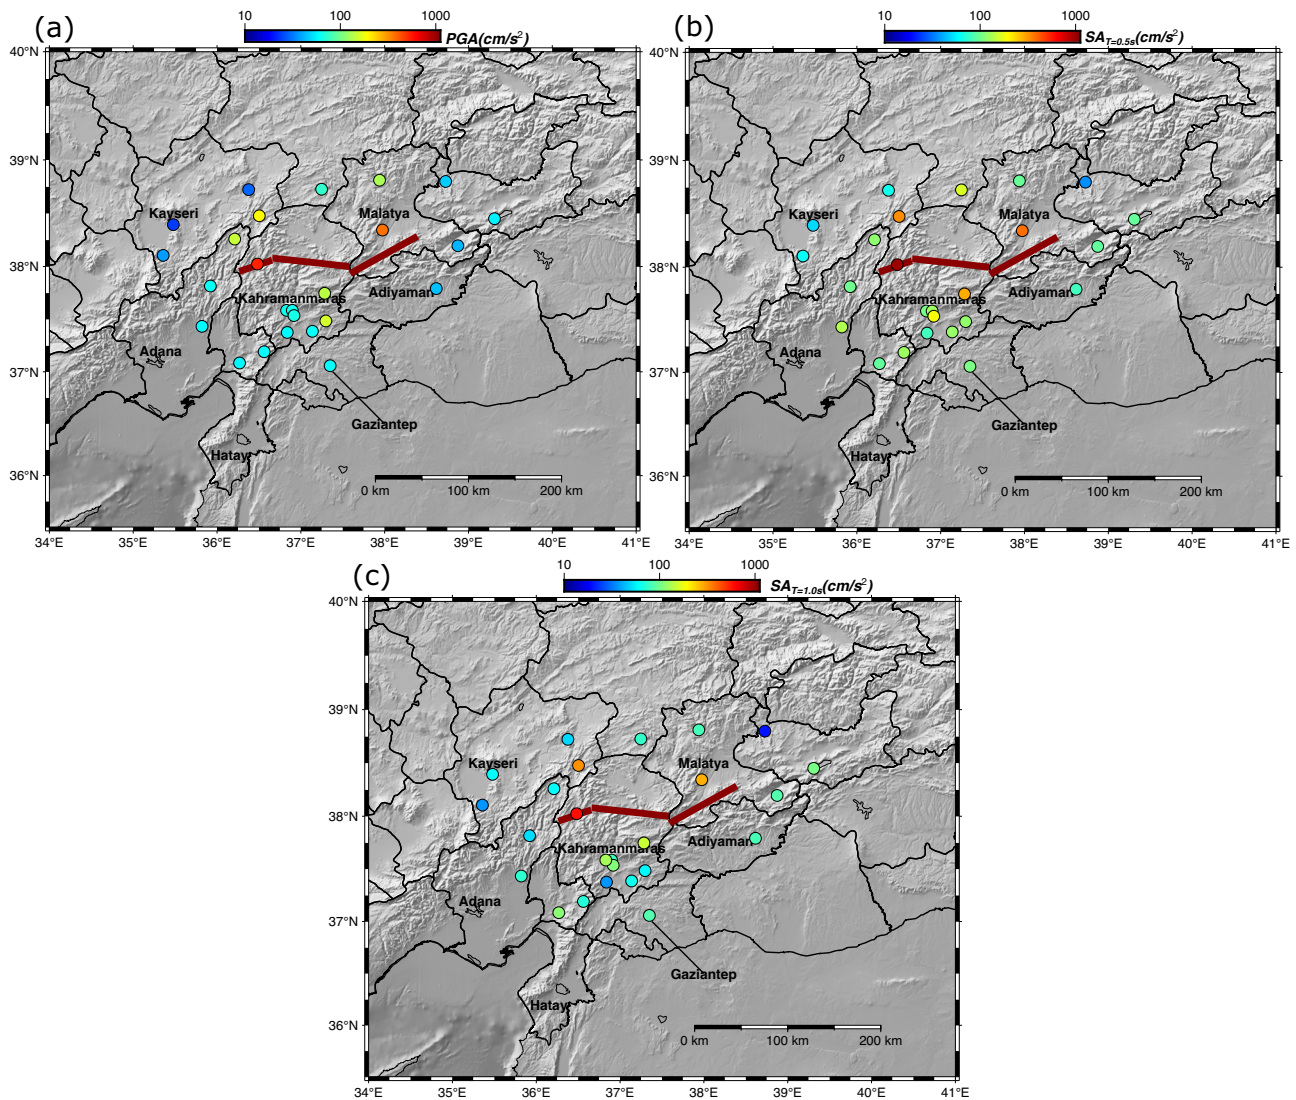 (a)
10 100 1000
PGA(cm/s²)
40°N
39°N
38°N
37°N
36°N
34°E 35°E 36°E 37°E 38°E 39°E 40°E 41°E
Kayseri
Malatya
Kahramanmaras
Adiyaman
Adana
Gaziantep
Hatay
0 km 100 km 200 km
(b)
10 100 1000
SA T=0.5s(cm/s²)
40°N
39°N
38°N
37°N
36°N
34°E 35°E 36°E 37°E 38°E 39°E 40°E 41°E
Kayseri
Malatya
Kahramanmaras
Adiyaman
Adana
Gaziantep
Hatay
0 km 100 km 200 km
(c)
10 100 1000
SA T=1.0s(cm/s²)
40°N
39°N
38°N
37°N
36°N
34°E 35°E 36°E 37°E 38°E 39°E 40°E 41°E
Kayseri
Malatya
Kahramanmaras
Adiyaman
Adana
Gaziantep
Hatay
0 km 100 km 200 km